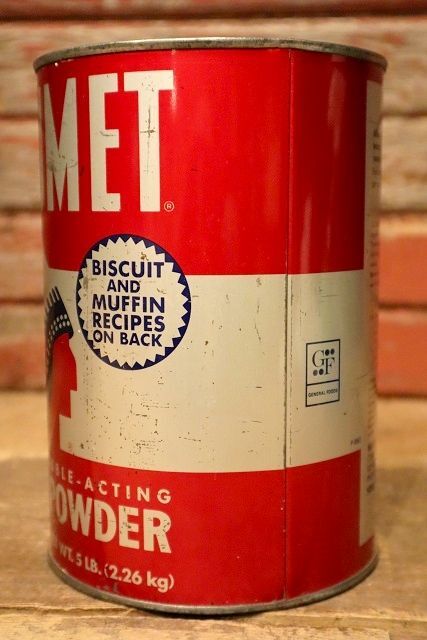 MET®
BISCUIT
AND
MUFFIN
RECIPES
ON BACK
GF
GENERAL FOODS
BLE-ACTING
POWDER
WT. 5 LB. (2.26 kg)